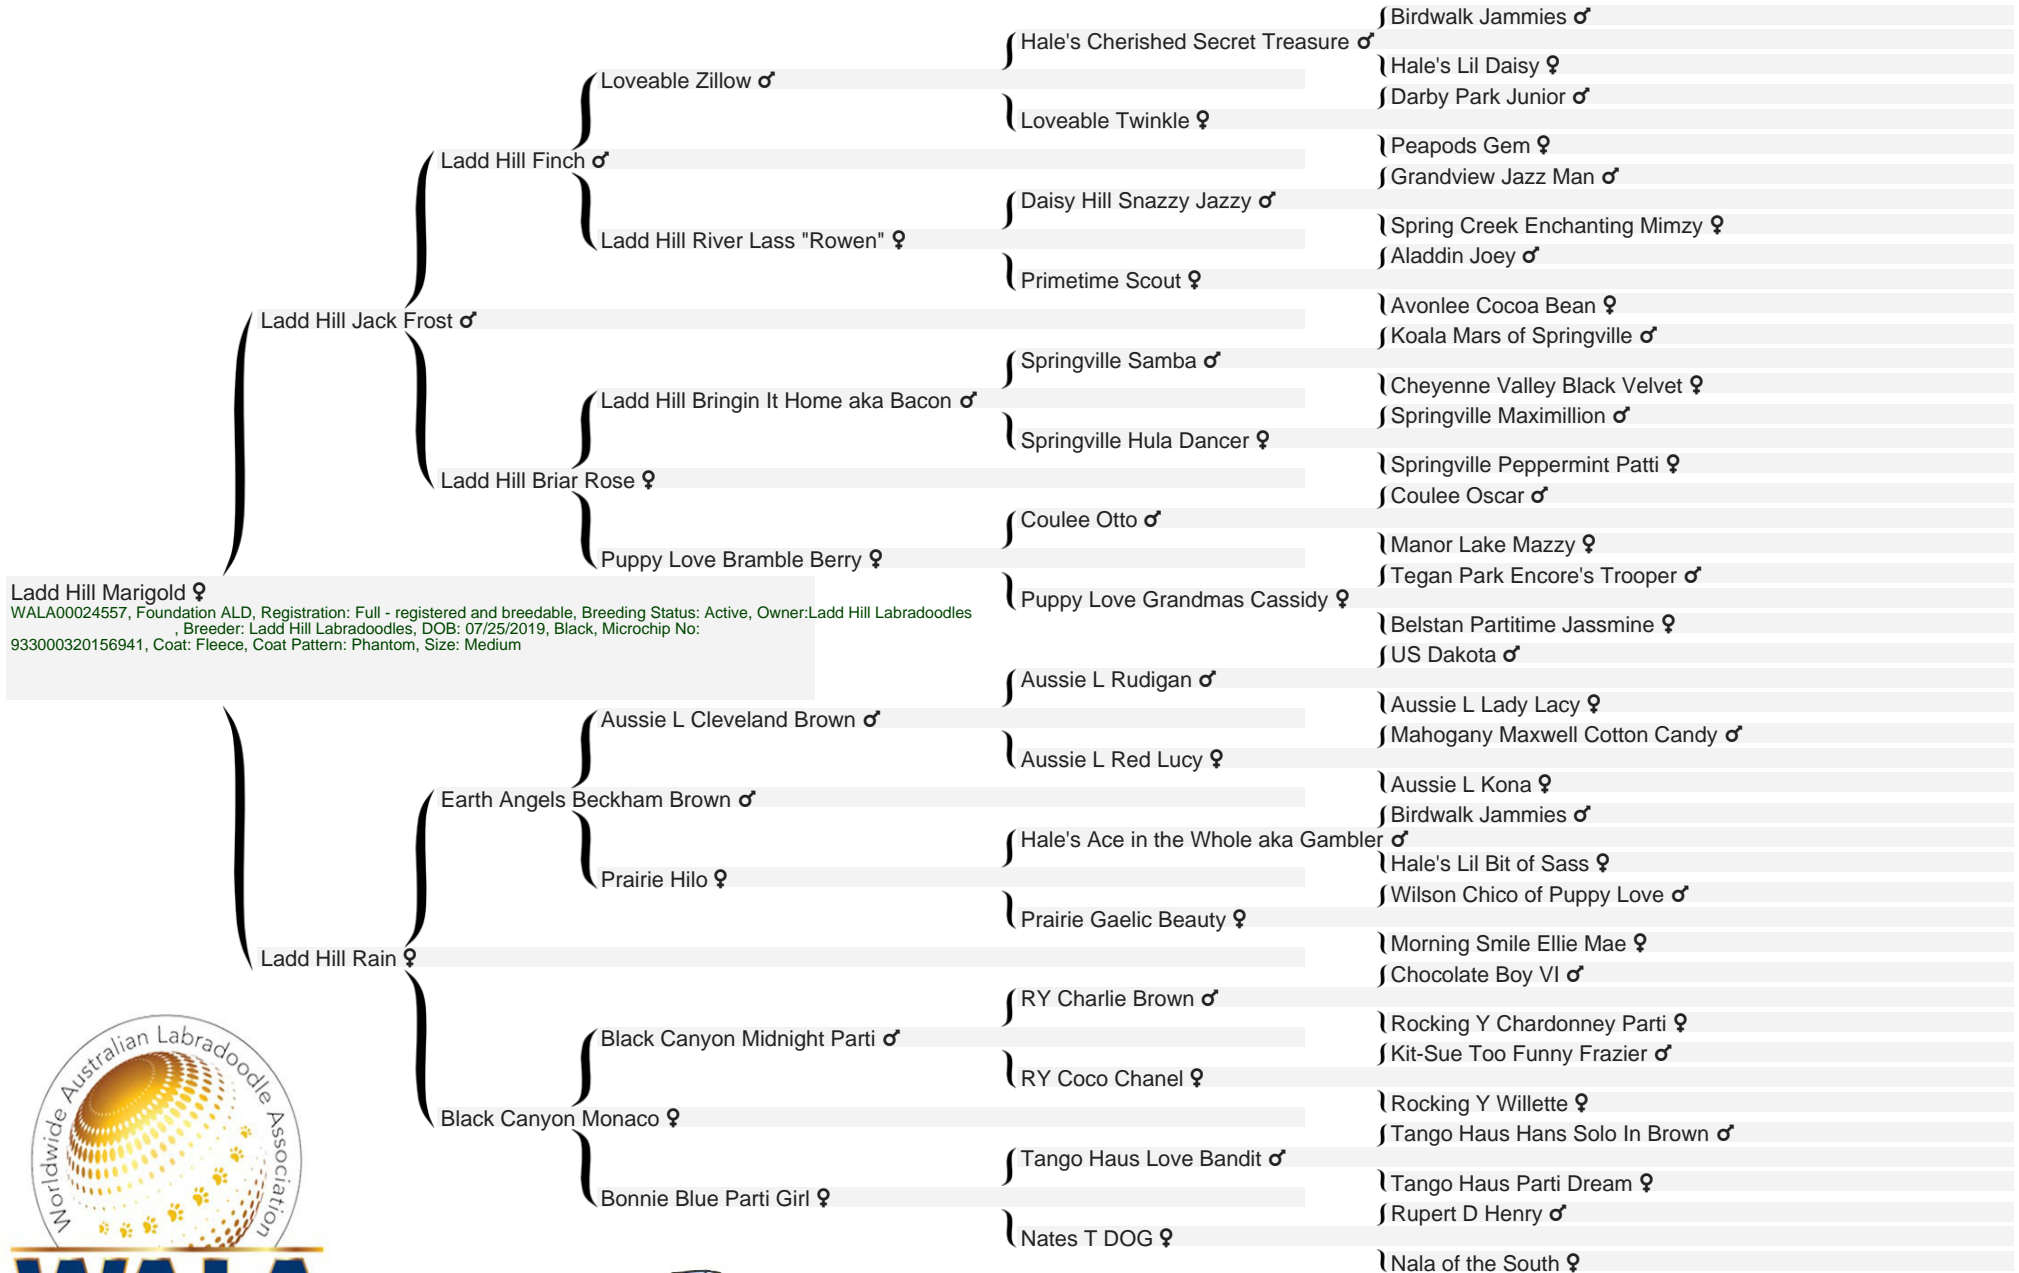 Birdwalk Jammies ♂
Hale's Cherished Secret Treasure ♂
Hale's Lil Daisy ♀
Loveable Zillow ♂
Darby Park Junior ♂
Loveable Twinkle ♀
Peapods Gem ♀
Ladd Hill Finch ♂
Grandview Jazz Man ♂
Daisy Hill Snazzy Jazzy ♂
Spring Creek Enchanting Mimzy ♀
Ladd Hill River Lass "Rowen" ♀
Aladdin Joey ♂
Primetime Scout ♀
Avonlee Cocoa Bean ♀
Ladd Hill Jack Frost ♂
Koala Mars of Springville ♂
Springville Samba ♂
Cheyenne Valley Black Velvet ♀
Ladd Hill Bringin It Home aka Bacon ♂
Springville Maximillion ♂
Springville Hula Dancer ♀
Springville Peppermint Patti ♀
Ladd Hill Briar Rose ♀
Coulee Oscar ♂
Coulee Otto ♂
Manor Lake Mazzy ♀
Puppy Love Bramble Berry ♀
Tegan Park Encore's Trooper ♂
Puppy Love Grandmas Cassidy ♀
Belstan Partitime Jassmine ♀
Ladd Hill Marigold ♀
WALA00024557, Foundation ALD, Registration: Full - registered and breedable, Breeding Status: Active, Owner:Ladd Hill Labradoodles
, Breeder: Ladd Hill Labradoodles, DOB: 07/25/2019, Black, Microchip No:
933000320156941, Coat: Fleece, Coat Pattern: Phantom, Size: Medium
US Dakota ♂
Aussie L Rudigan ♂
Aussie L Lady Lacy ♀
Aussie L Cleveland Brown ♂
Mahogany Maxwell Cotton Candy ♂
Aussie L Red Lucy ♀
Aussie L Kona ♀
Earth Angels Beckham Brown ♂
Birdwalk Jammies ♂
Hale's Ace in the Whole aka Gambler ♂
Hale's Lil Bit of Sass ♀
Prairie Hilo ♀
Wilson Chico of Puppy Love ♂
Prairie Gaelic Beauty ♀
Morning Smile Ellie Mae ♀
Ladd Hill Rain ♀
Chocolate Boy VI ♂
RY Charlie Brown ♂
Rocking Y Chardonney Parti ♀
Black Canyon Midnight Parti ♂
Kit-Sue Too Funny Frazier ♂
RY Coco Chanel ♀
Rocking Y Willette ♀
Black Canyon Monaco ♀
Tango Haus Hans Solo In Brown ♂
Tango Haus Love Bandit ♂
Tango Haus Parti Dream ♀
Bonnie Blue Parti Girl ♀
Rupert D Henry ♂
Nates T DOG ♀
Nala of the South ♀
Worldwide Australian Labradoodle Association
WALA